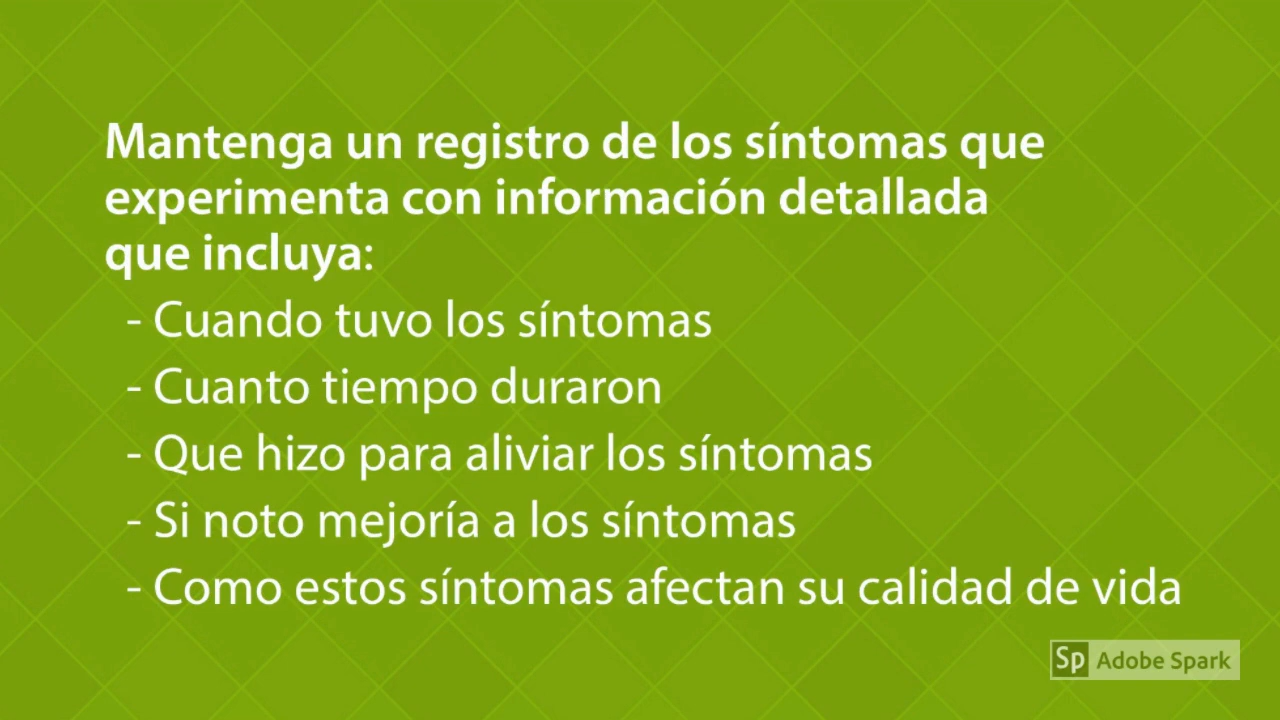 Mantenga un registro de los síntomas que
experimenta con información detallada
que incluya:
- Cuando tuvo los síntomas
- Cuanto tiempo duraron
- Que hizo para aliviar los síntomas
- Si noto mejoría a los síntomas
- Como estos síntomas afectan su calidad de vida
Sp Adobe Spark